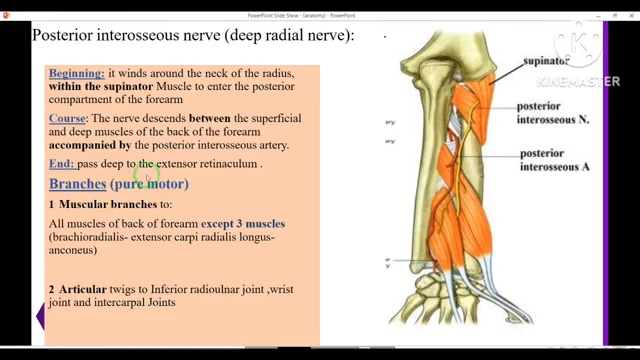 PowerPoint Slide Show - (anatomy) - PowerPoint
Posterior interosseous nerve (deep radial nerve):
KINEMASTER
Beginning: it winds around the neck of the radius,
within the supinator Muscle to enter the posterior
compartment of the forearm
Course: The nerve descends between the superficial
and deep muscles of the back of the forearm
accompanied by the posterior interosseous artery.
End: pass deep to the extensor retinaculum .
Branches (pure motor)
1 Muscular branches to:
All muscles of back of forearm except 3 muscles
(brachioradialis- extensor carpi radialis longus-
anconeus)
2 Articular twigs to Inferior radioulnar joint ,wrist
joint and intercarpal Joints
supinator
posterior
interosseous N.
posterior
interosseous A